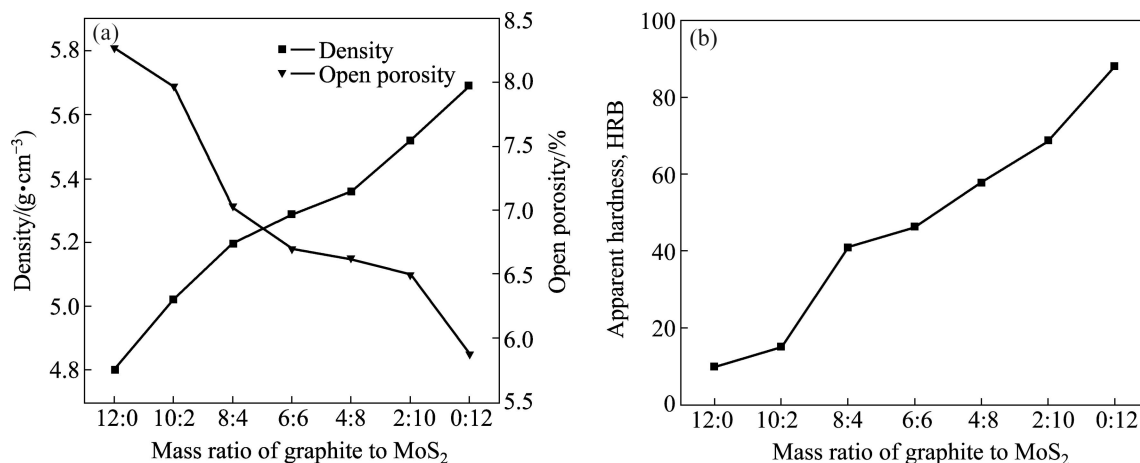 (a)
Density
Open porosity
Density/(g•cm⁻³)
5.8
5.6
5.4
5.2
5.0
4.8
8.5
8.0
7.5
7.0
6.5
6.0
5.5
Open porosity/%
12:0 10:2 8:4 6:6 4:8 2:10 0:12
Mass ratio of graphite to MoS₂
(b)
Apparent hardness, HRB
100
80
60
40
20
0
12:0 10:2 8:4 6:6 4:8 2:10 0:12
Mass ratio of graphite to MoS₂